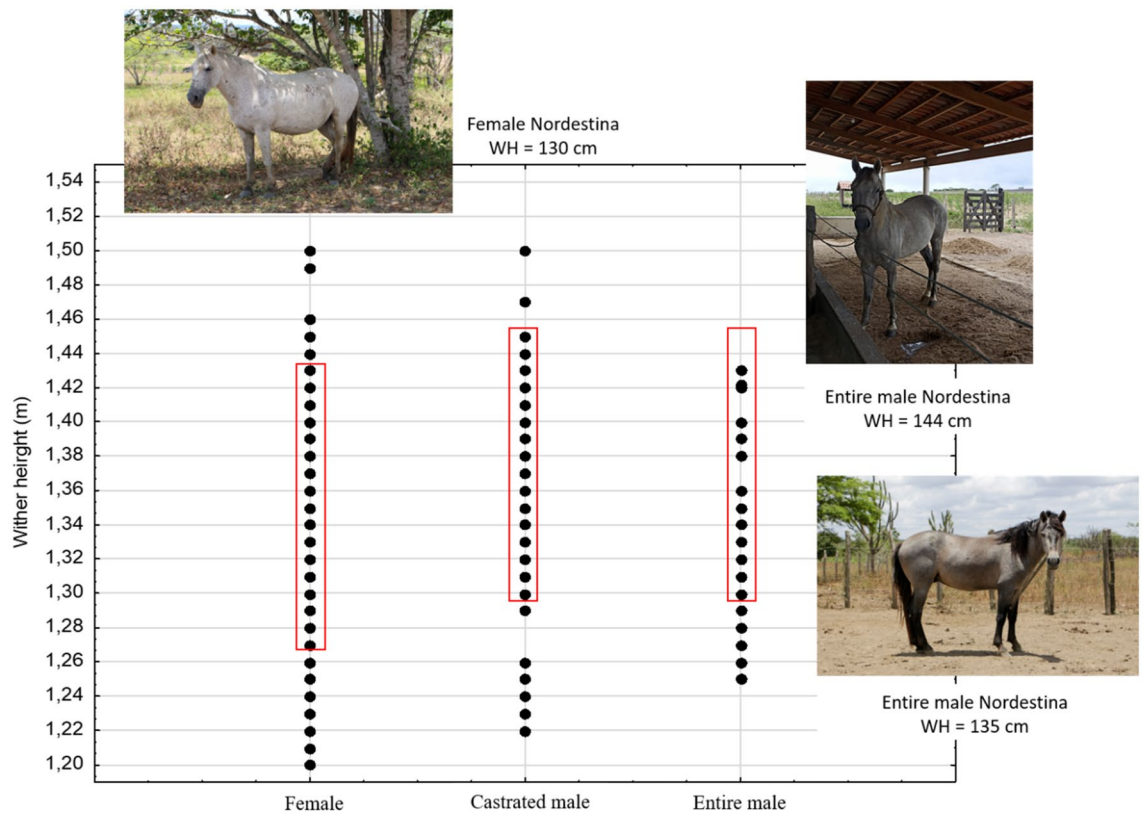 Female Nordestina
WH = 130 cm
1,54
1,52
1,50
1,48
1,46
1,44
1,42
1,40
1,38
1,36
1,34
1,32
1,30
1,28
1,26
1,24
1,22
1,20
Wither heirght (m)
Entire male Nordestina
WH = 144 cm
Entire male Nordestina
WH = 135 cm
Female
Castrated male
Entire male